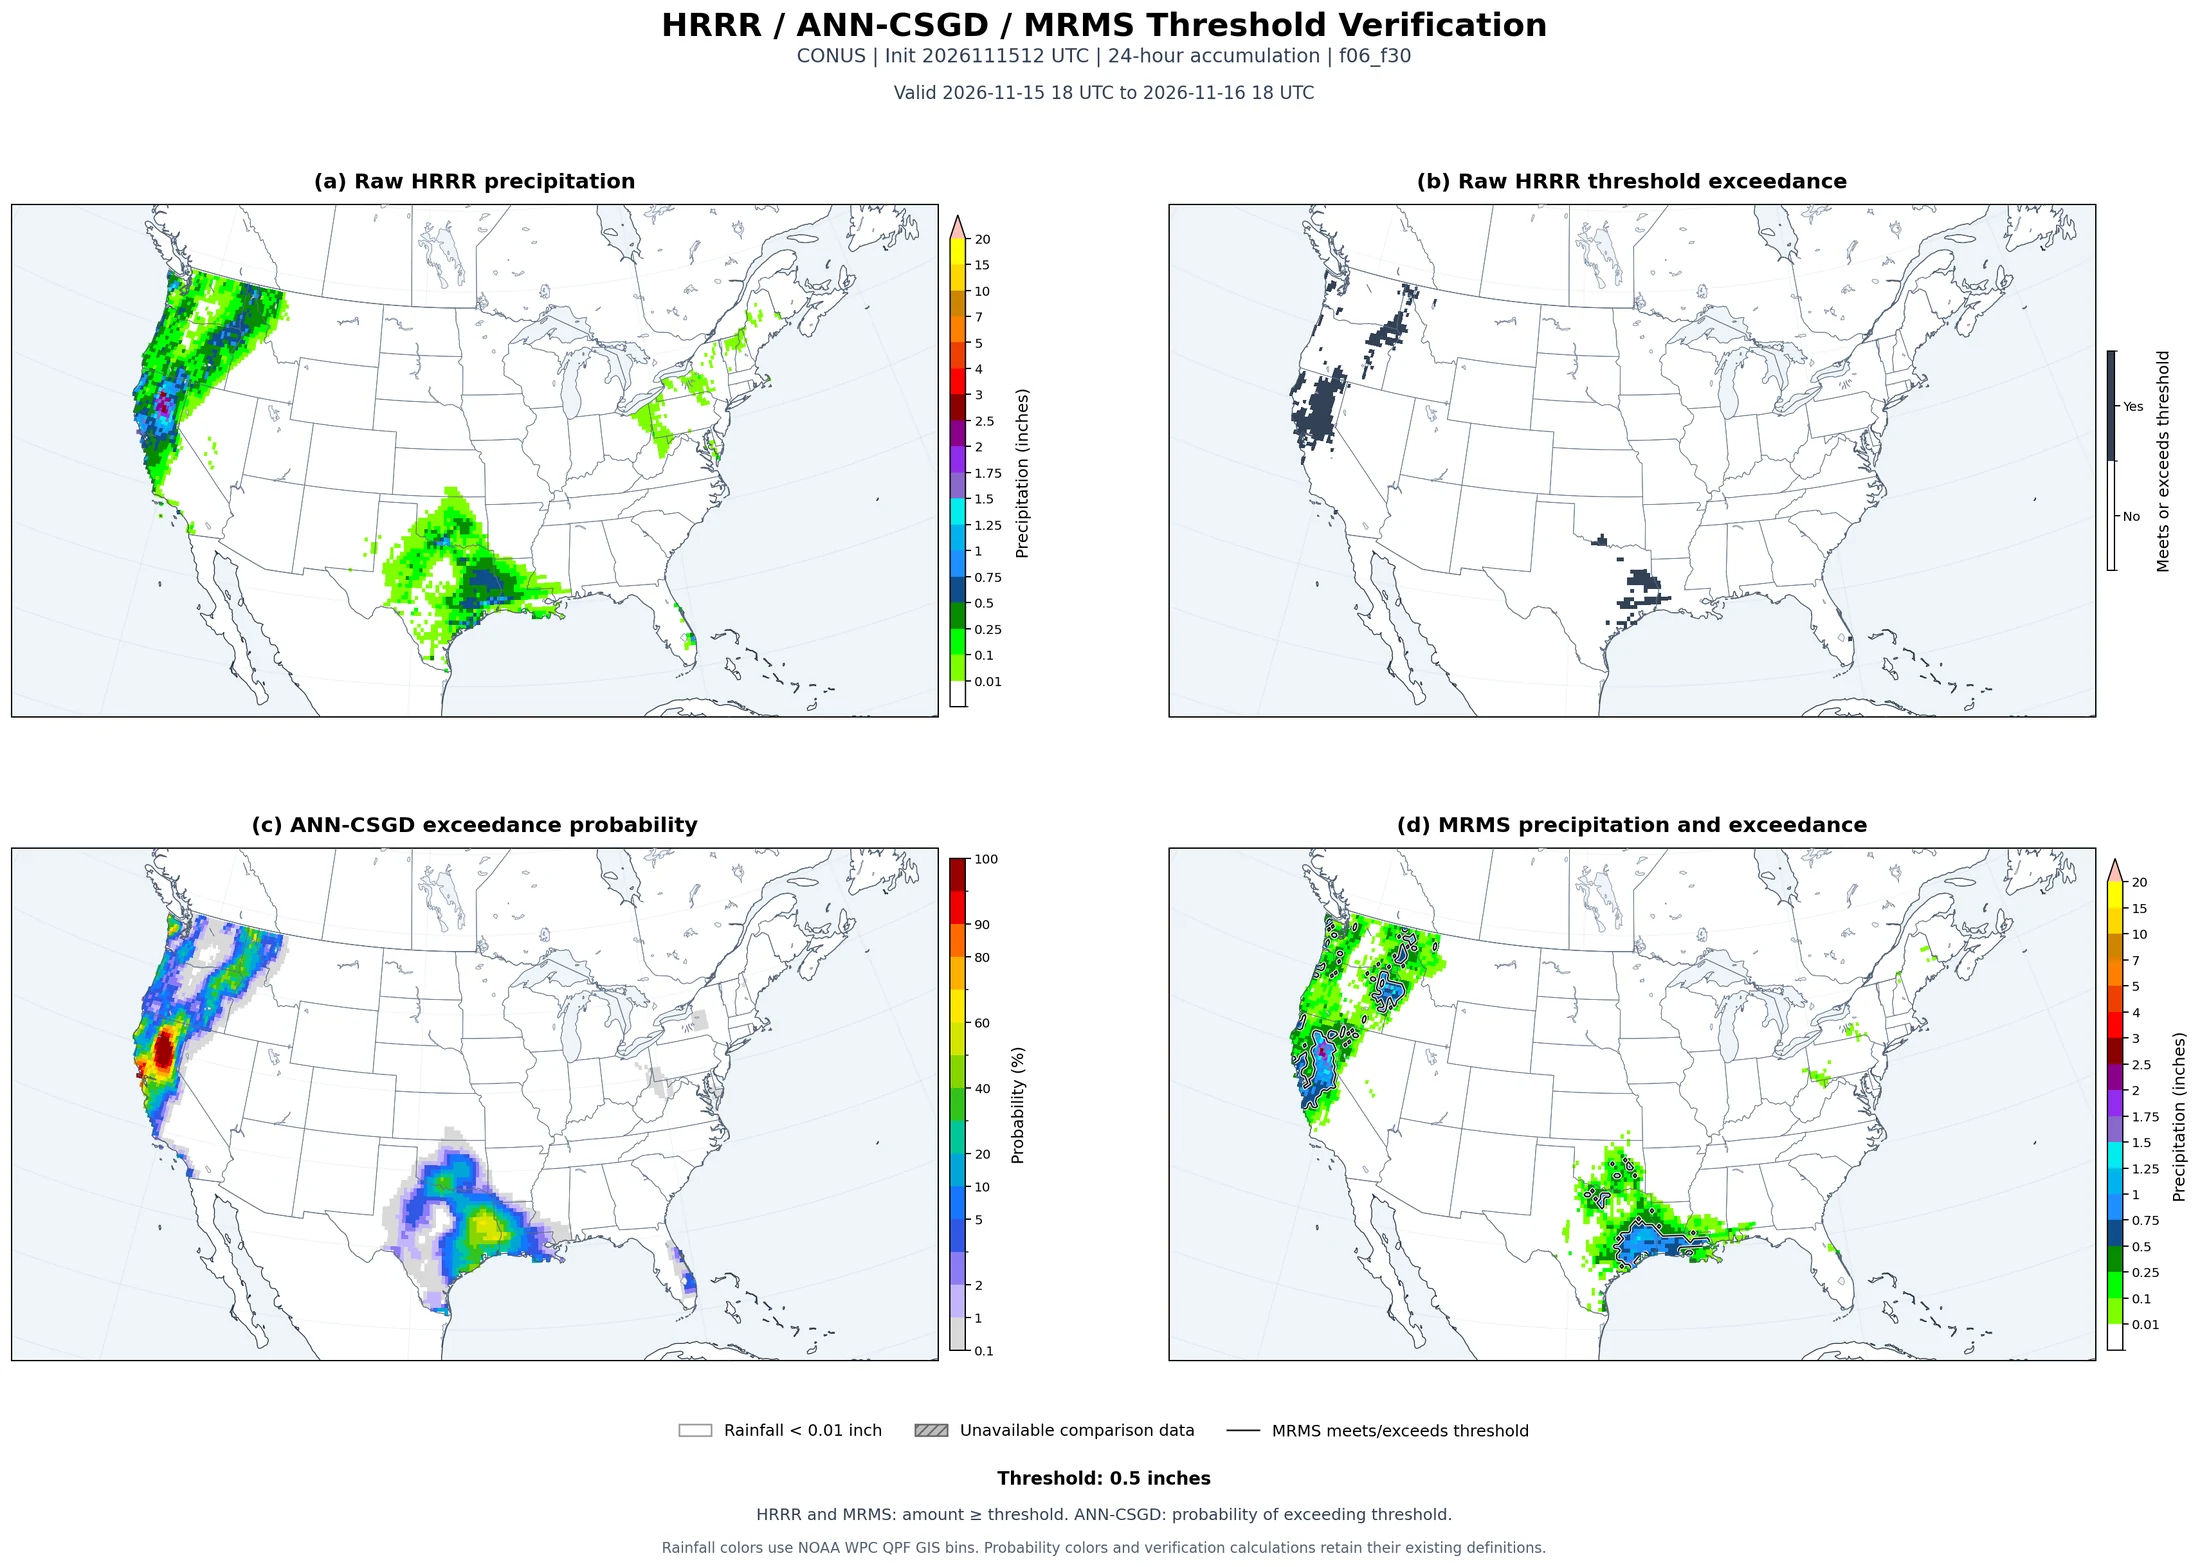 HRRR / ANN-CSGD / MRMS Threshold Verification
CONUS | Init 2026111512 UTC | 24-hour accumulation | f06_f30
Valid 2026-11-15 18 UTC to 2026-11-16 18 UTC
(a) Raw HRRR precipitation
20
15
10
7
5
4
3
2.5
2
1.75
1.5
1.25
1
0.75
0.5
0.25
0.1
0.01
Precipitation (inches)
(b) Raw HRRR threshold exceedance
Yes
No
Meets or exceeds threshold
(c) ANN-CSGD exceedance probability
100
90
80
60
40
20
10
5
2
1
0.1
Probability (%)
(d) MRMS precipitation and exceedance
20
15
10
7
5
4
3
2.5
2
1.75
1.5
1.25
1
0.75
0.5
0.25
0.1
0.01
Precipitation (inches)
Rainfall < 0.01 inch
Unavailable comparison data
MRMS meets/exceeds threshold
Threshold: 0.5 inches
HRRR and MRMS: amount ≥ threshold. ANN-CSGD: probability of exceeding threshold.
Rainfall colors use NOAA WPC QPF GIS bins. Probability colors and verification calculations retain their existing definitions.